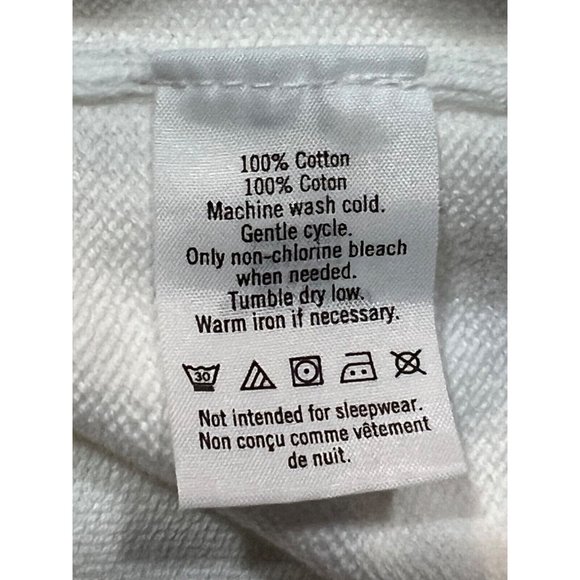 100% Cotton
100% Coton
Machine wash cold.
Gentle cycle.
Only non-chlorine bleach
when needed.
Tumble dry low.
Warm iron if necessary.
30
Not intended for sleepwear.
Non conçu comme vêtement
de nuit.